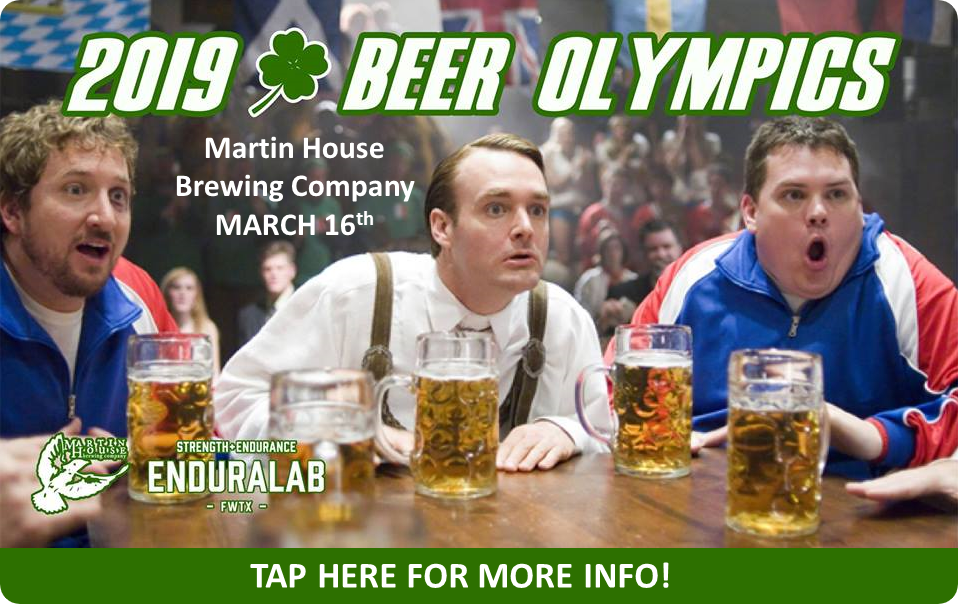 2019 BEER OLYMPICS
Martin House
Brewing Company
MARCH 16th
MARTIN
HOUSE
brewing company
STRENGTH+ENDURANCE
ENDURALAB
- FWTX -
TAP HERE FOR MORE INFO!